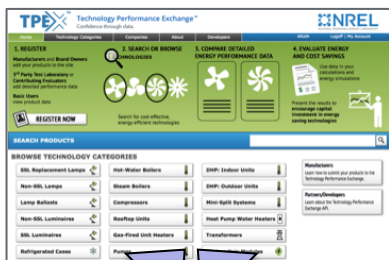 TPEX Technology Performance Exchange™
Confidence through data.
NREL
NATIONAL RENEWABLE ENERGY LABORATORY
Home Technology Categories Companies About Developers Logoff | My Account
1. REGISTER
Manufacturers and Brand Owners
add your products to the site
3rd Party Test Laboratory or
Contributing Evaluators
add detailed performance data
Basic Users
view product data
REGISTER NOW
2. SEARCH OR BROWSE
TECHNOLOGIES
Search for cost-effective,
energy-efficient technologies
3. COMPARE DETAILED
ENERGY PERFORMANCE DATA
4. EVALUATE ENERGY
AND COST SAVINGS
Use data in your
calculations and
energy simulations
Present the results to
encourage capital
investment in energy
saving technologies
SEARCH PRODUCTS
BROWSE TECHNOLOGY CATEGORIES
SSL Replacement Lamps
Hot-Water Boilers
DHP: Indoor Units
Non-SSL Lamps
Steam Boilers
DHP: Outdoor Units
Lamp Ballasts
Compressors
Mini-Split Systems
Non-SSL Luminaires
Rooftop Units
Heat Pump Water Heaters
SSL Luminaires
Gas-Fired Unit Heaters
Transformers
Refrigerated Cases
Pumps
Modules
Manufacturers
Learn how to submit your products to the
Technology Performance Exchange.
Partners/Developers
Learn about the Technology Performance
Exchange API.